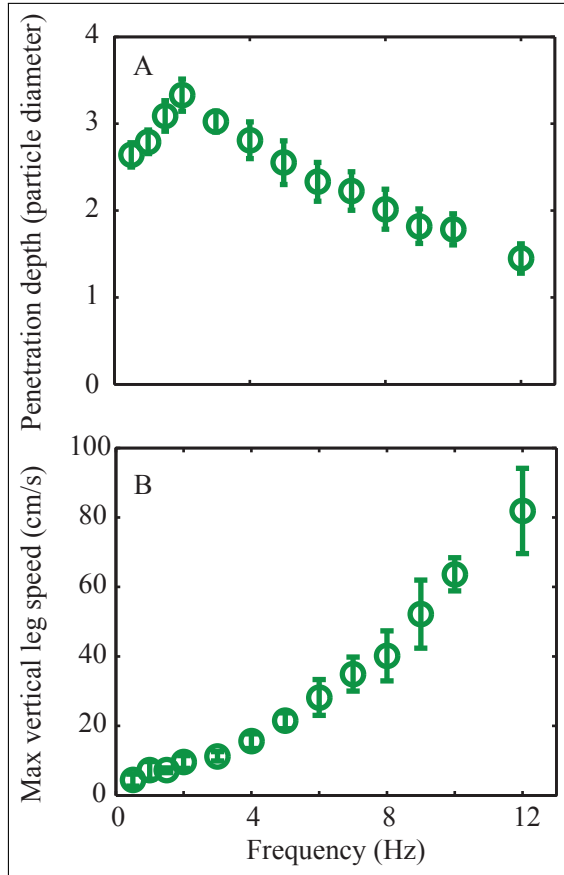 Penetration depth (particle diameter)
A
4
3
2
1
0
Max vertical leg speed (cm/s)
B
100
80
60
40
20
0
0 4 8 12
Frequency (Hz)